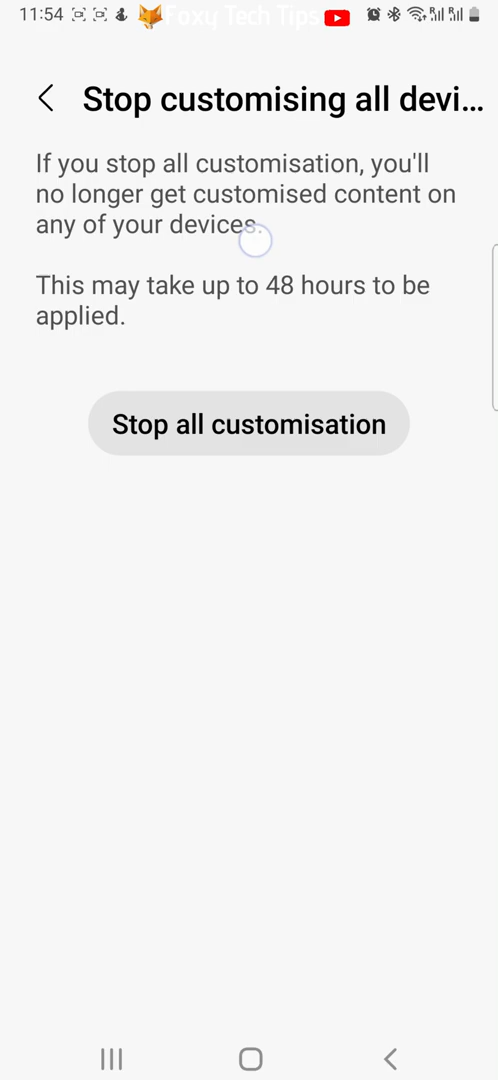 11:54 Foxy Tech Tips
Stop customising all devi...
If you stop all customisation, you'll
no longer get customised content on
any of your devices.
This may take up to 48 hours to be
applied.
Stop all customisation